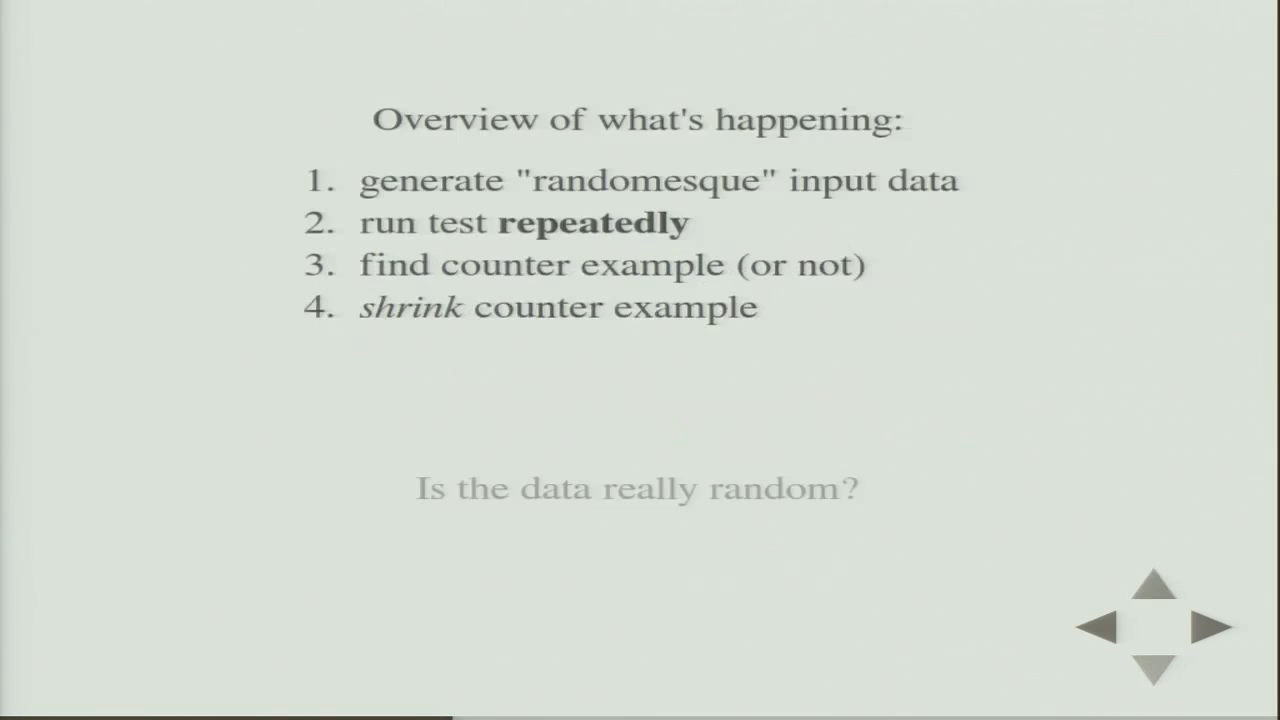 Overview of what's happening:
1. generate "randomesque" input data
2. run test repeatedly
3. find counter example (or not)
4. shrink counter example
Is the data really random?